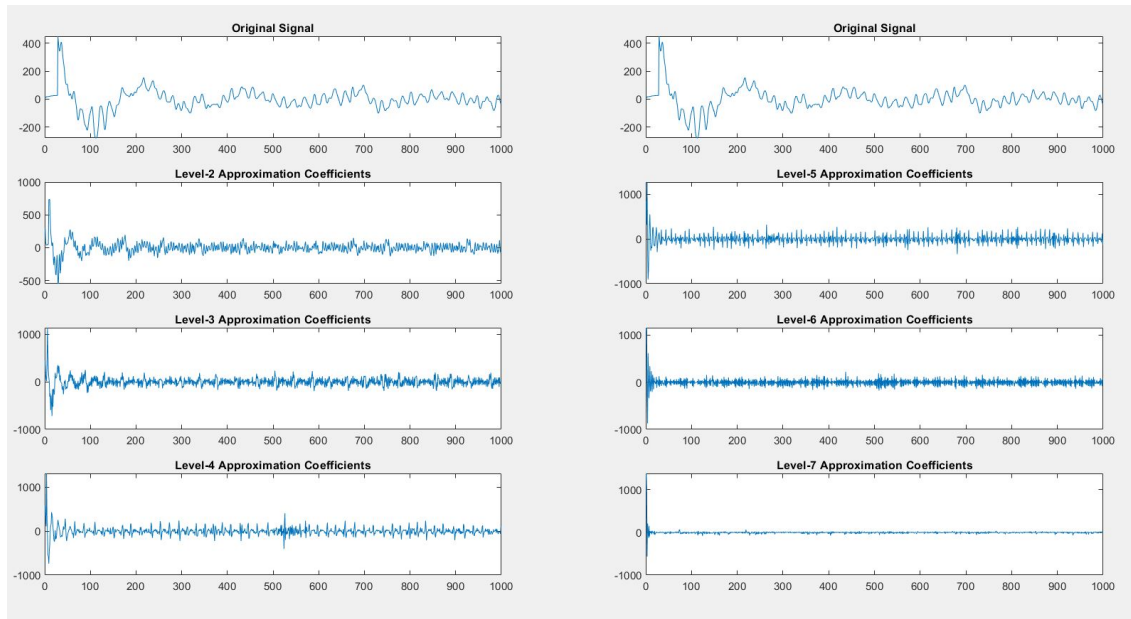 Original Signal
400
200
0
-200
0 100 200 300 400 500 600 700 800 900 1000
Level-2 Approximation Coefficients
1000
500
0
-500
0 100 200 300 400 500 600 700 800 900 1000
Level-3 Approximation Coefficients
1000
0
-1000
0 100 200 300 400 500 600 700 800 900 1000
Level-4 Approximation Coefficients
1000
0
-1000
0 100 200 300 400 500 600 700 800 900 1000
Original Signal
400
200
0
-200
0 100 200 300 400 500 600 700 800 900 1000
Level-5 Approximation Coefficients
1000
0
-1000
0 100 200 300 400 500 600 700 800 900 1000
Level-6 Approximation Coefficients
1000
0
-1000
0 100 200 300 400 500 600 700 800 900 1000
Level-7 Approximation Coefficients
1000
0
-1000
0 100 200 300 400 500 600 700 800 900 1000